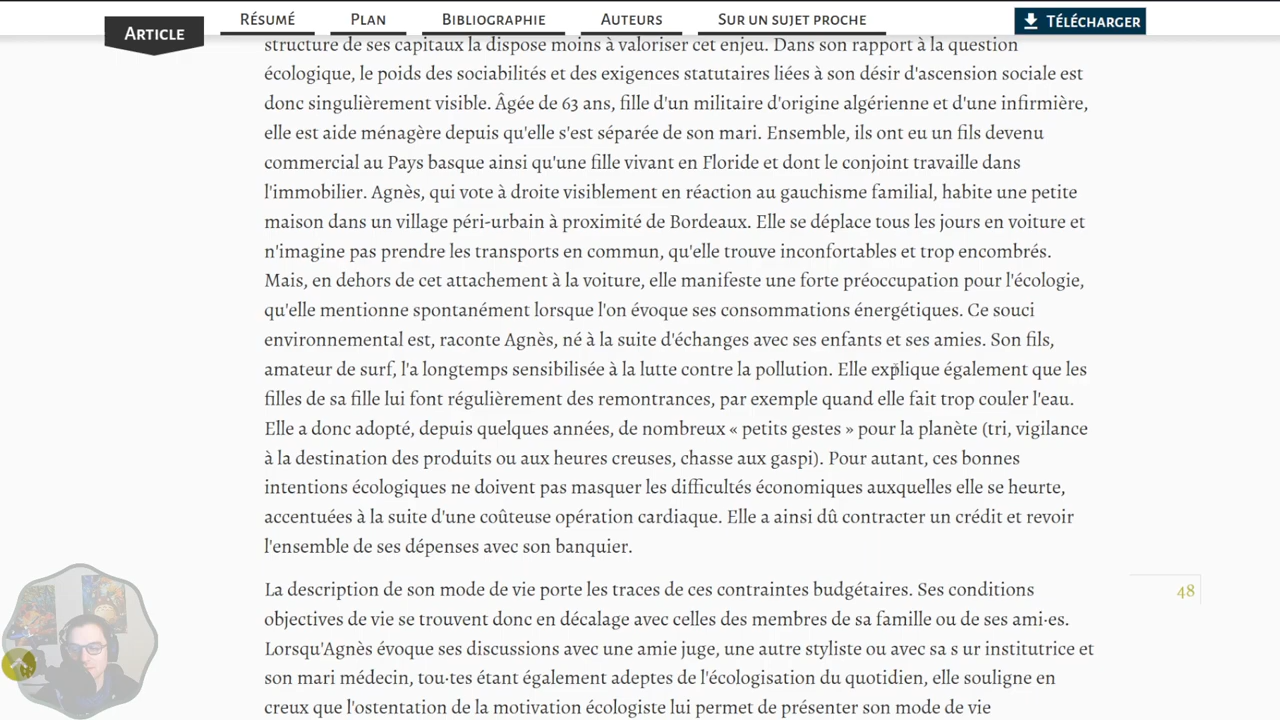 ARTICLE
RÉSUMÉ
PLAN
BIBLIOGRAPHIE
AUTEURS
SUR UN SUJET PROCHE
TÉLÉCHARGER
structure de ses capitaux la dispose moins à valoriser cet enjeu. Dans son rapport à la question
écologique, le poids des sociabilités et des exigences statutaires liées à son désir d'ascension sociale est
donc singulièrement visible. Âgée de 63 ans, fille d'un militaire d'origine algérienne et d'une infirmière,
elle est aide ménagère depuis qu'elle s'est séparée de son mari. Ensemble, ils ont eu un fils devenu
commercial au Pays basque ainsi qu'une fille vivant en Floride et dont le conjoint travaille dans
l'immobilier. Agnès, qui vote à droite visiblement en réaction au gauchisme familial, habite une petite
maison dans un village péri-urbain à proximité de Bordeaux. Elle se déplace tous les jours en voiture et
n'imagine pas prendre les transports en commun, qu'elle trouve inconfortables et trop encombrés.
Mais, en dehors de cet attachement à la voiture, elle manifeste une forte préoccupation pour l'écologie,
qu'elle mentionne spontanément lorsque l'on évoque ses consommations énergétiques. Ce souci
environnemental est, raconte Agnès, né à la suite d'échanges avec ses enfants et ses amies. Son fils,
amateur de surf, l'a longtemps sensibilisée à la lutte contre la pollution. Elle explique également que les
filles de sa fille lui font régulièrement des remontrances, par exemple quand elle fait trop couler l'eau.
Elle a donc adopté, depuis quelques années, de nombreux « petits gestes » pour la planète (tri, vigilance
à la destination des produits ou aux heures creuses, chasse aux gaspi). Pour autant, ces bonnes
intentions écologiques ne doivent pas masquer les difficultés économiques auxquelles elle se heurte,
accentuées à la suite d'une coûteuse opération cardiaque. Elle a ainsi dû contracter un crédit et revoir
l'ensemble de ses dépenses avec son banquier.
La description de son mode de vie porte les traces de ces contraintes budgétaires. Ses conditions
48
objectives de vie se trouvent donc en décalage avec celles des membres de sa famille ou de ses ami·es.
Lorsqu'Agnès évoque ses discussions avec une amie juge, une autre styliste ou avec sa s ur institutrice et
son mari médecin, tou·tes étant également adeptes de l'écologisation du quotidien, elle souligne en
creux que l'ostentation de la motivation écologiste lui permet de présenter son mode de vie